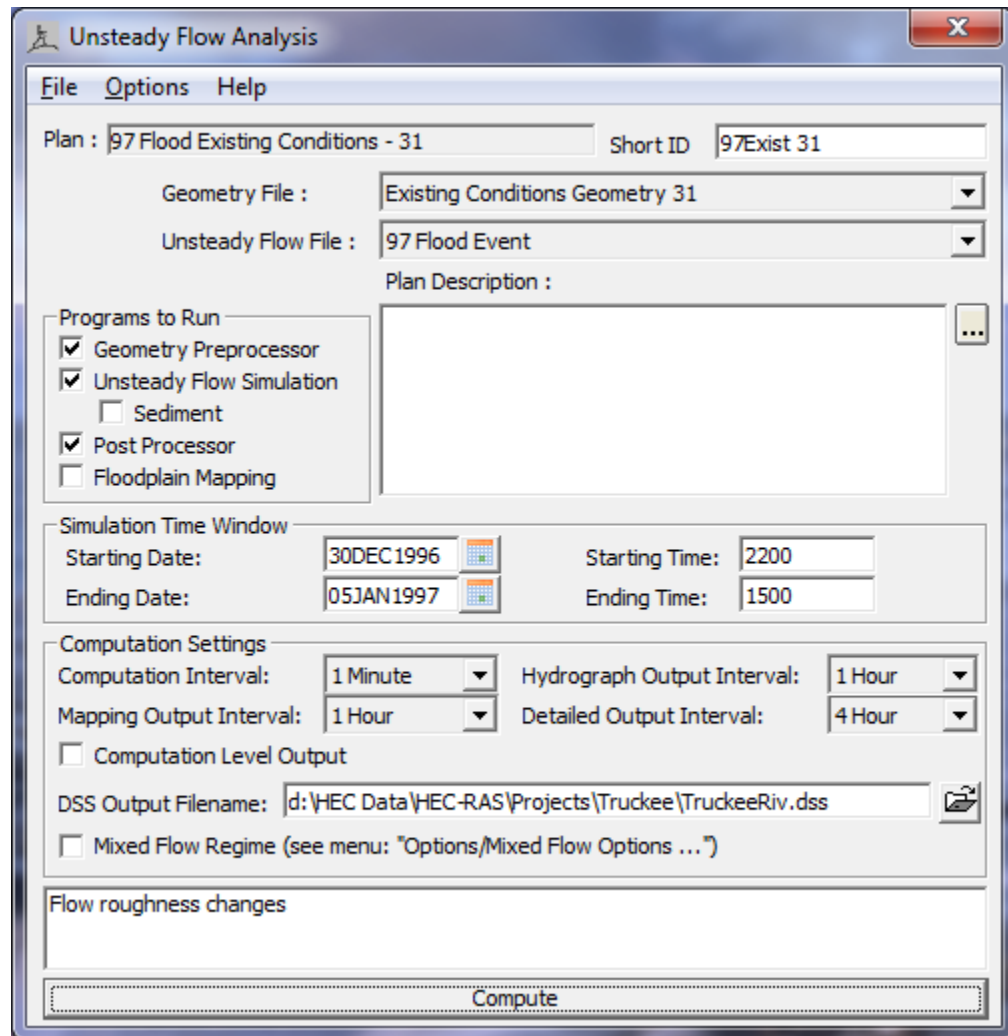 Unsteady Flow Analysis
File Options Help
Plan : 97 Flood Existing Conditions - 31 Short ID 97Exist 31
Geometry File : Existing Conditions Geometry 31
Unsteady Flow File : 97 Flood Event
Plan Description :
Programs to Run
Geometry Preprocessor
Unsteady Flow Simulation
Sediment
Post Processor
Floodplain Mapping
...
Simulation Time Window
Starting Date: 30DEC1996 Starting Time: 2200
Ending Date: 05JAN1997 Ending Time: 1500
Computation Settings
Computation Interval: 1 Minute Hydrograph Output Interval: 1 Hour
Mapping Output Interval: 1 Hour Detailed Output Interval: 4 Hour
Computation Level Output
DSS Output Filename: d:\HEC Data\HEC-RAS\Projects\Truckee\TruckeeRiv.dss
Mixed Flow Regime (see menu: "Options/Mixed Flow Options ...")
Flow roughness changes
Compute